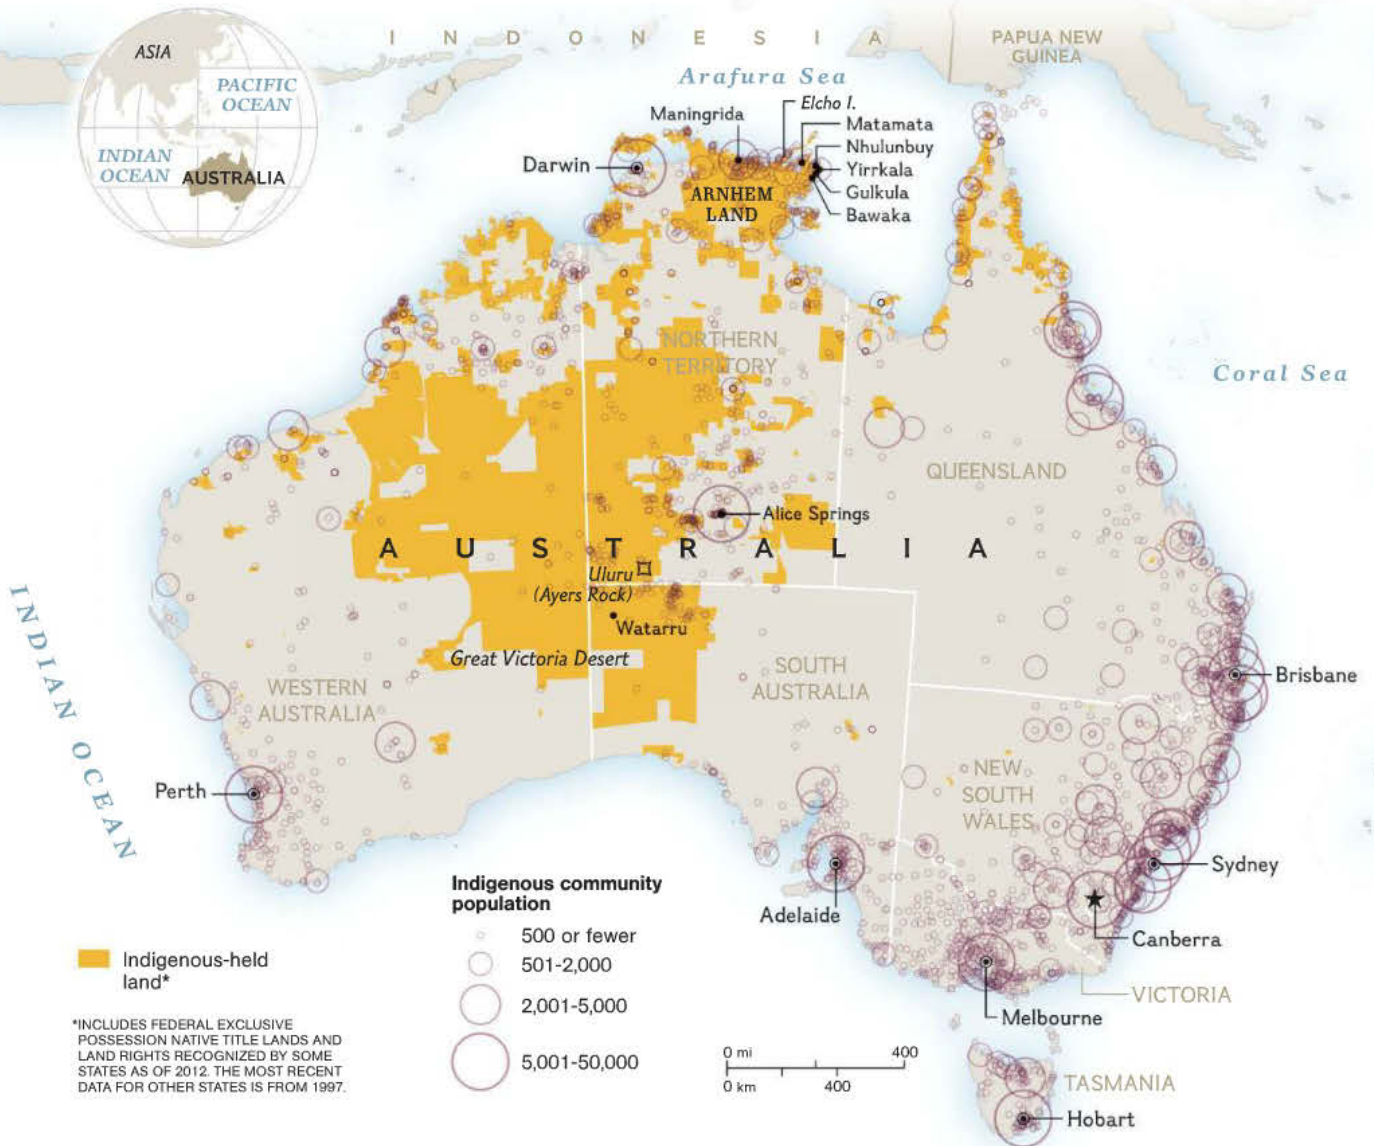 INDONESIA
PAPUA NEW
GUINEA
ASIA
PACIFIC
OCEAN
INDIAN
OCEAN
AUSTRALIA
Arafura Sea
Elcho I.
Maningrida
Matamata
Nhulunbuy
Darwin
Yirrkala
Gulkula
Bawaka
ARNHEM
LAND
NORTHERN
TERRITORY
Coral Sea
QUEENSLAND
Alice Springs
AUSTRALIA
Uluru
(Ayers Rock)
Watarru
Great Victoria Desert
INDIAN OCEAN
WESTERN
AUSTRALIA
SOUTH
AUSTRALIA
Brisbane
NEW
SOUTH
WALES
Perth
Sydney
Adelaide
Canberra
VICTORIA
Melbourne
TASMANIA
Hobart
Indigenous community
population
500 or fewer
501-2,000
2,001-5,000
5,001-50,000
Indigenous-held
land*
*INCLUDES FEDERAL EXCLUSIVE
POSSESSION NATIVE TITLE LANDS AND
LAND RIGHTS RECOGNIZED BY SOME
STATES AS OF 2012. THE MOST RECENT
DATA FOR OTHER STATES IS FROM 1997.
0 mi 400
0 km 400